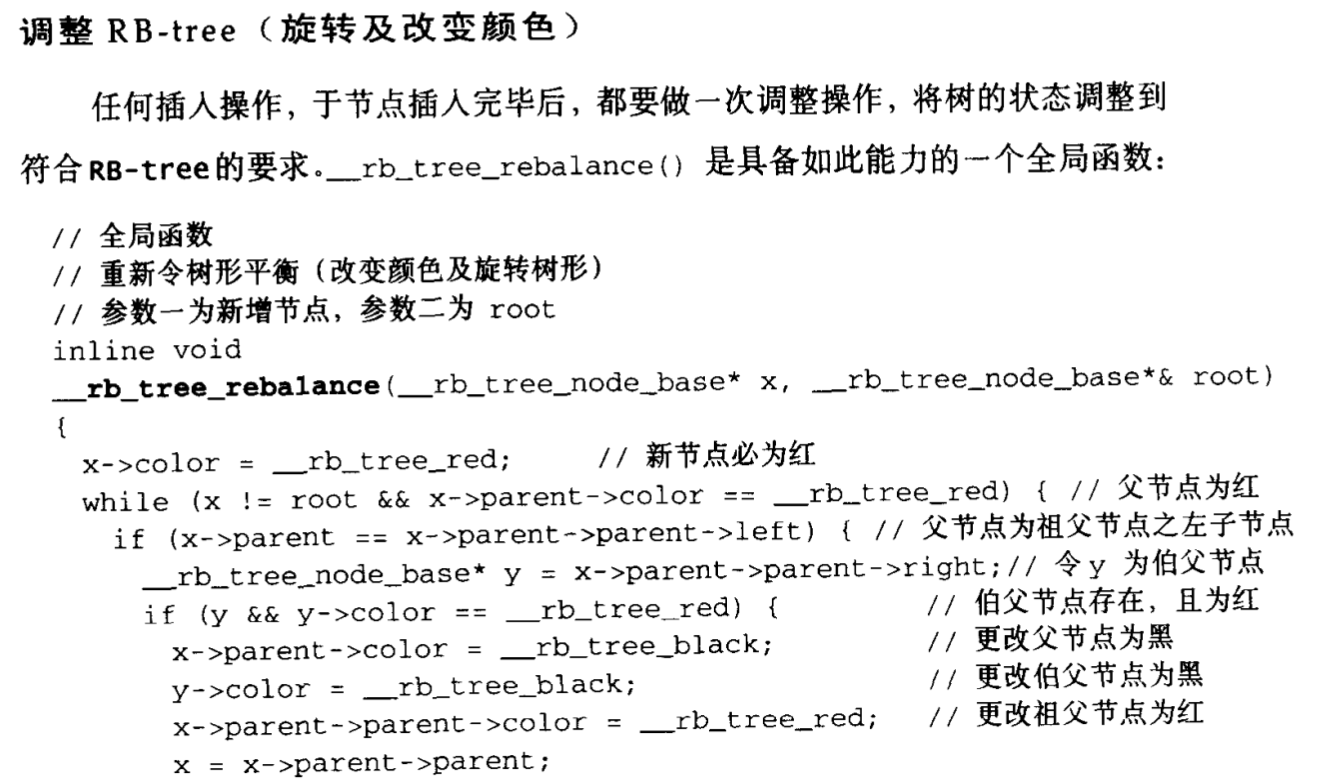 调整 RB-tree（旋转及改变颜色）
任何插入操作，于节点插入完毕后，都要做一次调整操作，将树的状态调整到
符合RB-tree的要求。__rb_tree_rebalance() 是具备如此能力的一个全局函数：
// 全局函数
// 重新令树形平衡（改变颜色及旋转树形）
// 参数一为新增节点，参数二为 root
inline void
__rb_tree_rebalance(__rb_tree_node_base* x, __rb_tree_node_base*& root)
{
  x->color = __rb_tree_red;      // 新节点必为红
  while (x != root && x->parent->color == __rb_tree_red) { // 父节点为红
    if (x->parent == x->parent->parent->left) { // 父节点为祖父节点之左子节点
      __rb_tree_node_base* y = x->parent->parent->right;// 令y 为伯父节点
      if (y && y->color == __rb_tree_red) {          // 伯父节点存在，且为红
        x->parent->color = __rb_tree_black;          // 更改父节点为黑
        y->color = __rb_tree_black;                  // 更改伯父节点为黑
        x->parent->parent->color = __rb_tree_red;    // 更改祖父节点为红
        x = x->parent->parent;